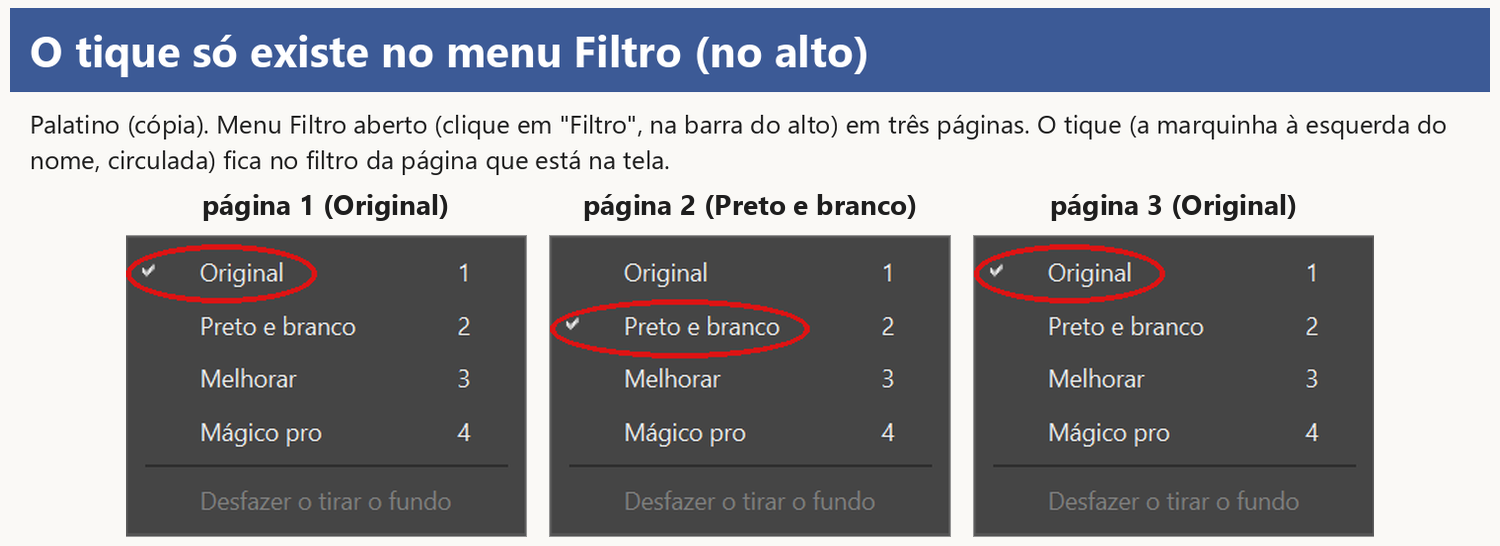 O tique só existe no menu Filtro (no alto)
Palatino (cópia). Menu Filtro aberto (clique em "Filtro", na barra do alto) em três páginas. O tique (a marquinha à esquerda do
nome, circulada) fica no filtro da página que está na tela.
página 1 (Original)
Original 1
Preto e branco 2
Melhorar 3
Mágico pro 4
Desfazer o tirar o fundo
página 2 (Preto e branco)
Original 1
Preto e branco 2
Melhorar 3
Mágico pro 4
Desfazer o tirar o fundo
página 3 (Original)
Original 1
Preto e branco 2
Melhorar 3
Mágico pro 4
Desfazer o tirar o fundo